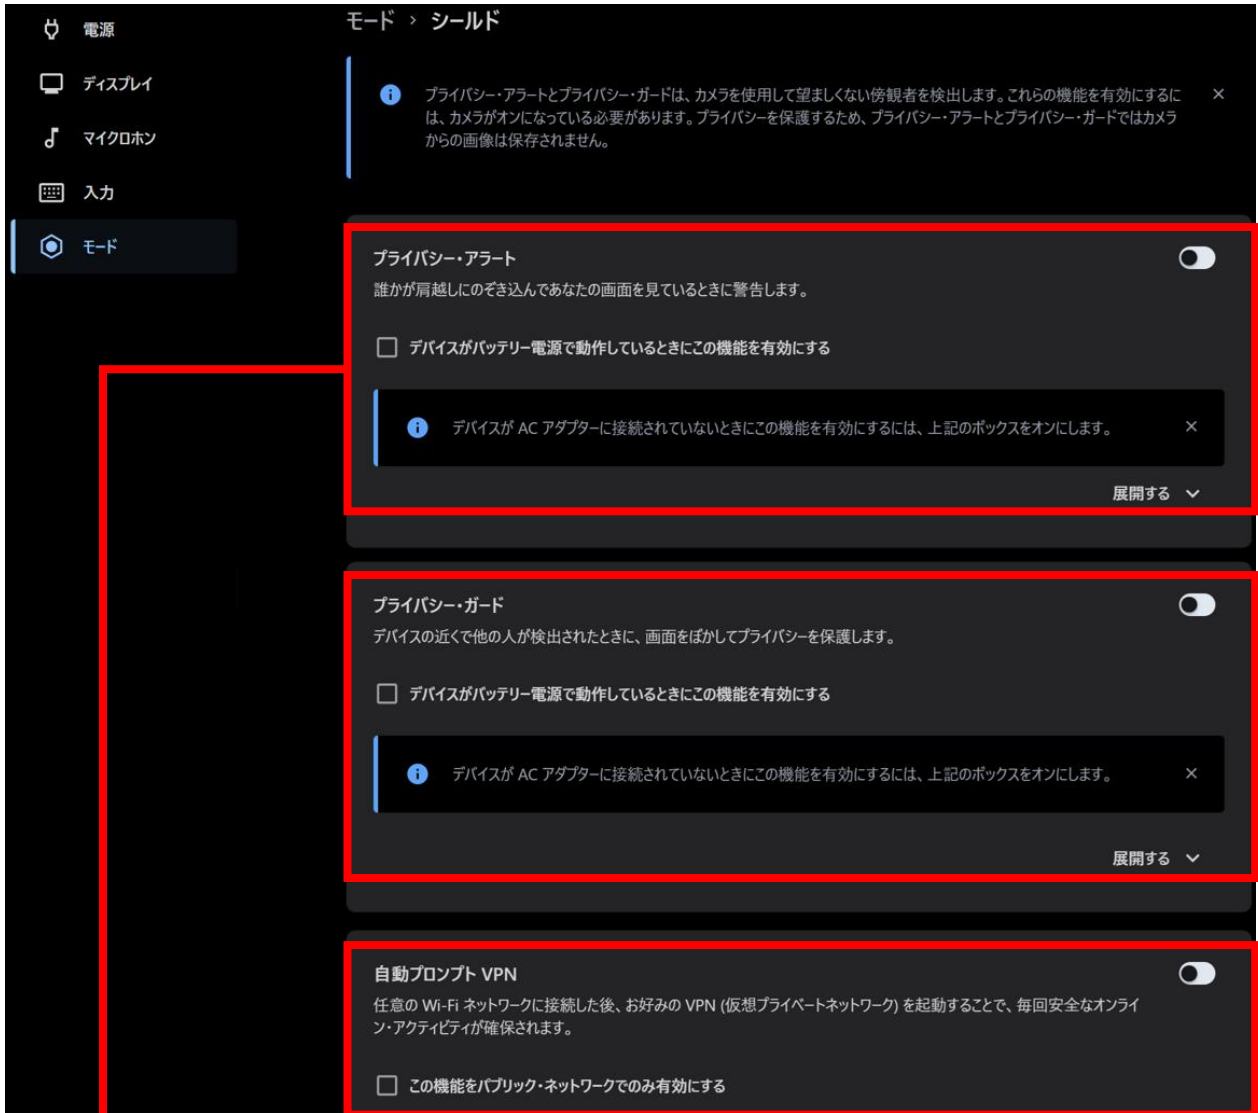 電源
ディスプレイ
マイクロホン
入力
モード
モード > シールド
プライバシー・アラートとプライバシー・ガードは、カメラを使用して望ましくない傍観者を検出します。これらの機能を有効にするに
は、カメラがオンになっている必要があります。プライバシーを保護するため、プライバシー・アラートとプライバシー・ガードではカメラ
からの画像は保存されません。
プライバシー・アラート
誰かが肩越しにのぞき込んであなたの画面を見ているときに警告します。
デバイスがバッテリー電源で動作しているときにこの機能を有効にする
デバイスが AC アダプターに接続されていないときにこの機能を有効にするには、上記のボックスをオンにします。
展開する
プライバシー・ガード
デバイスの近くで他の人が検出されたときに、画面をぼかしてプライバシーを保護します。
デバイスがバッテリー電源で動作しているときにこの機能を有効にする
デバイスが AC アダプターに接続されていないときにこの機能を有効にするには、上記のボックスをオンにします。
展開する
自動プロンプト VPN
任意の Wi-Fi ネットワークに接続した後、お好みの VPN (仮想プライベートネットワーク) を起動することで、毎回安全なオンライ
ン・アクティビティが確保されます。
この機能をパブリック・ネットワークでのみ有効にする